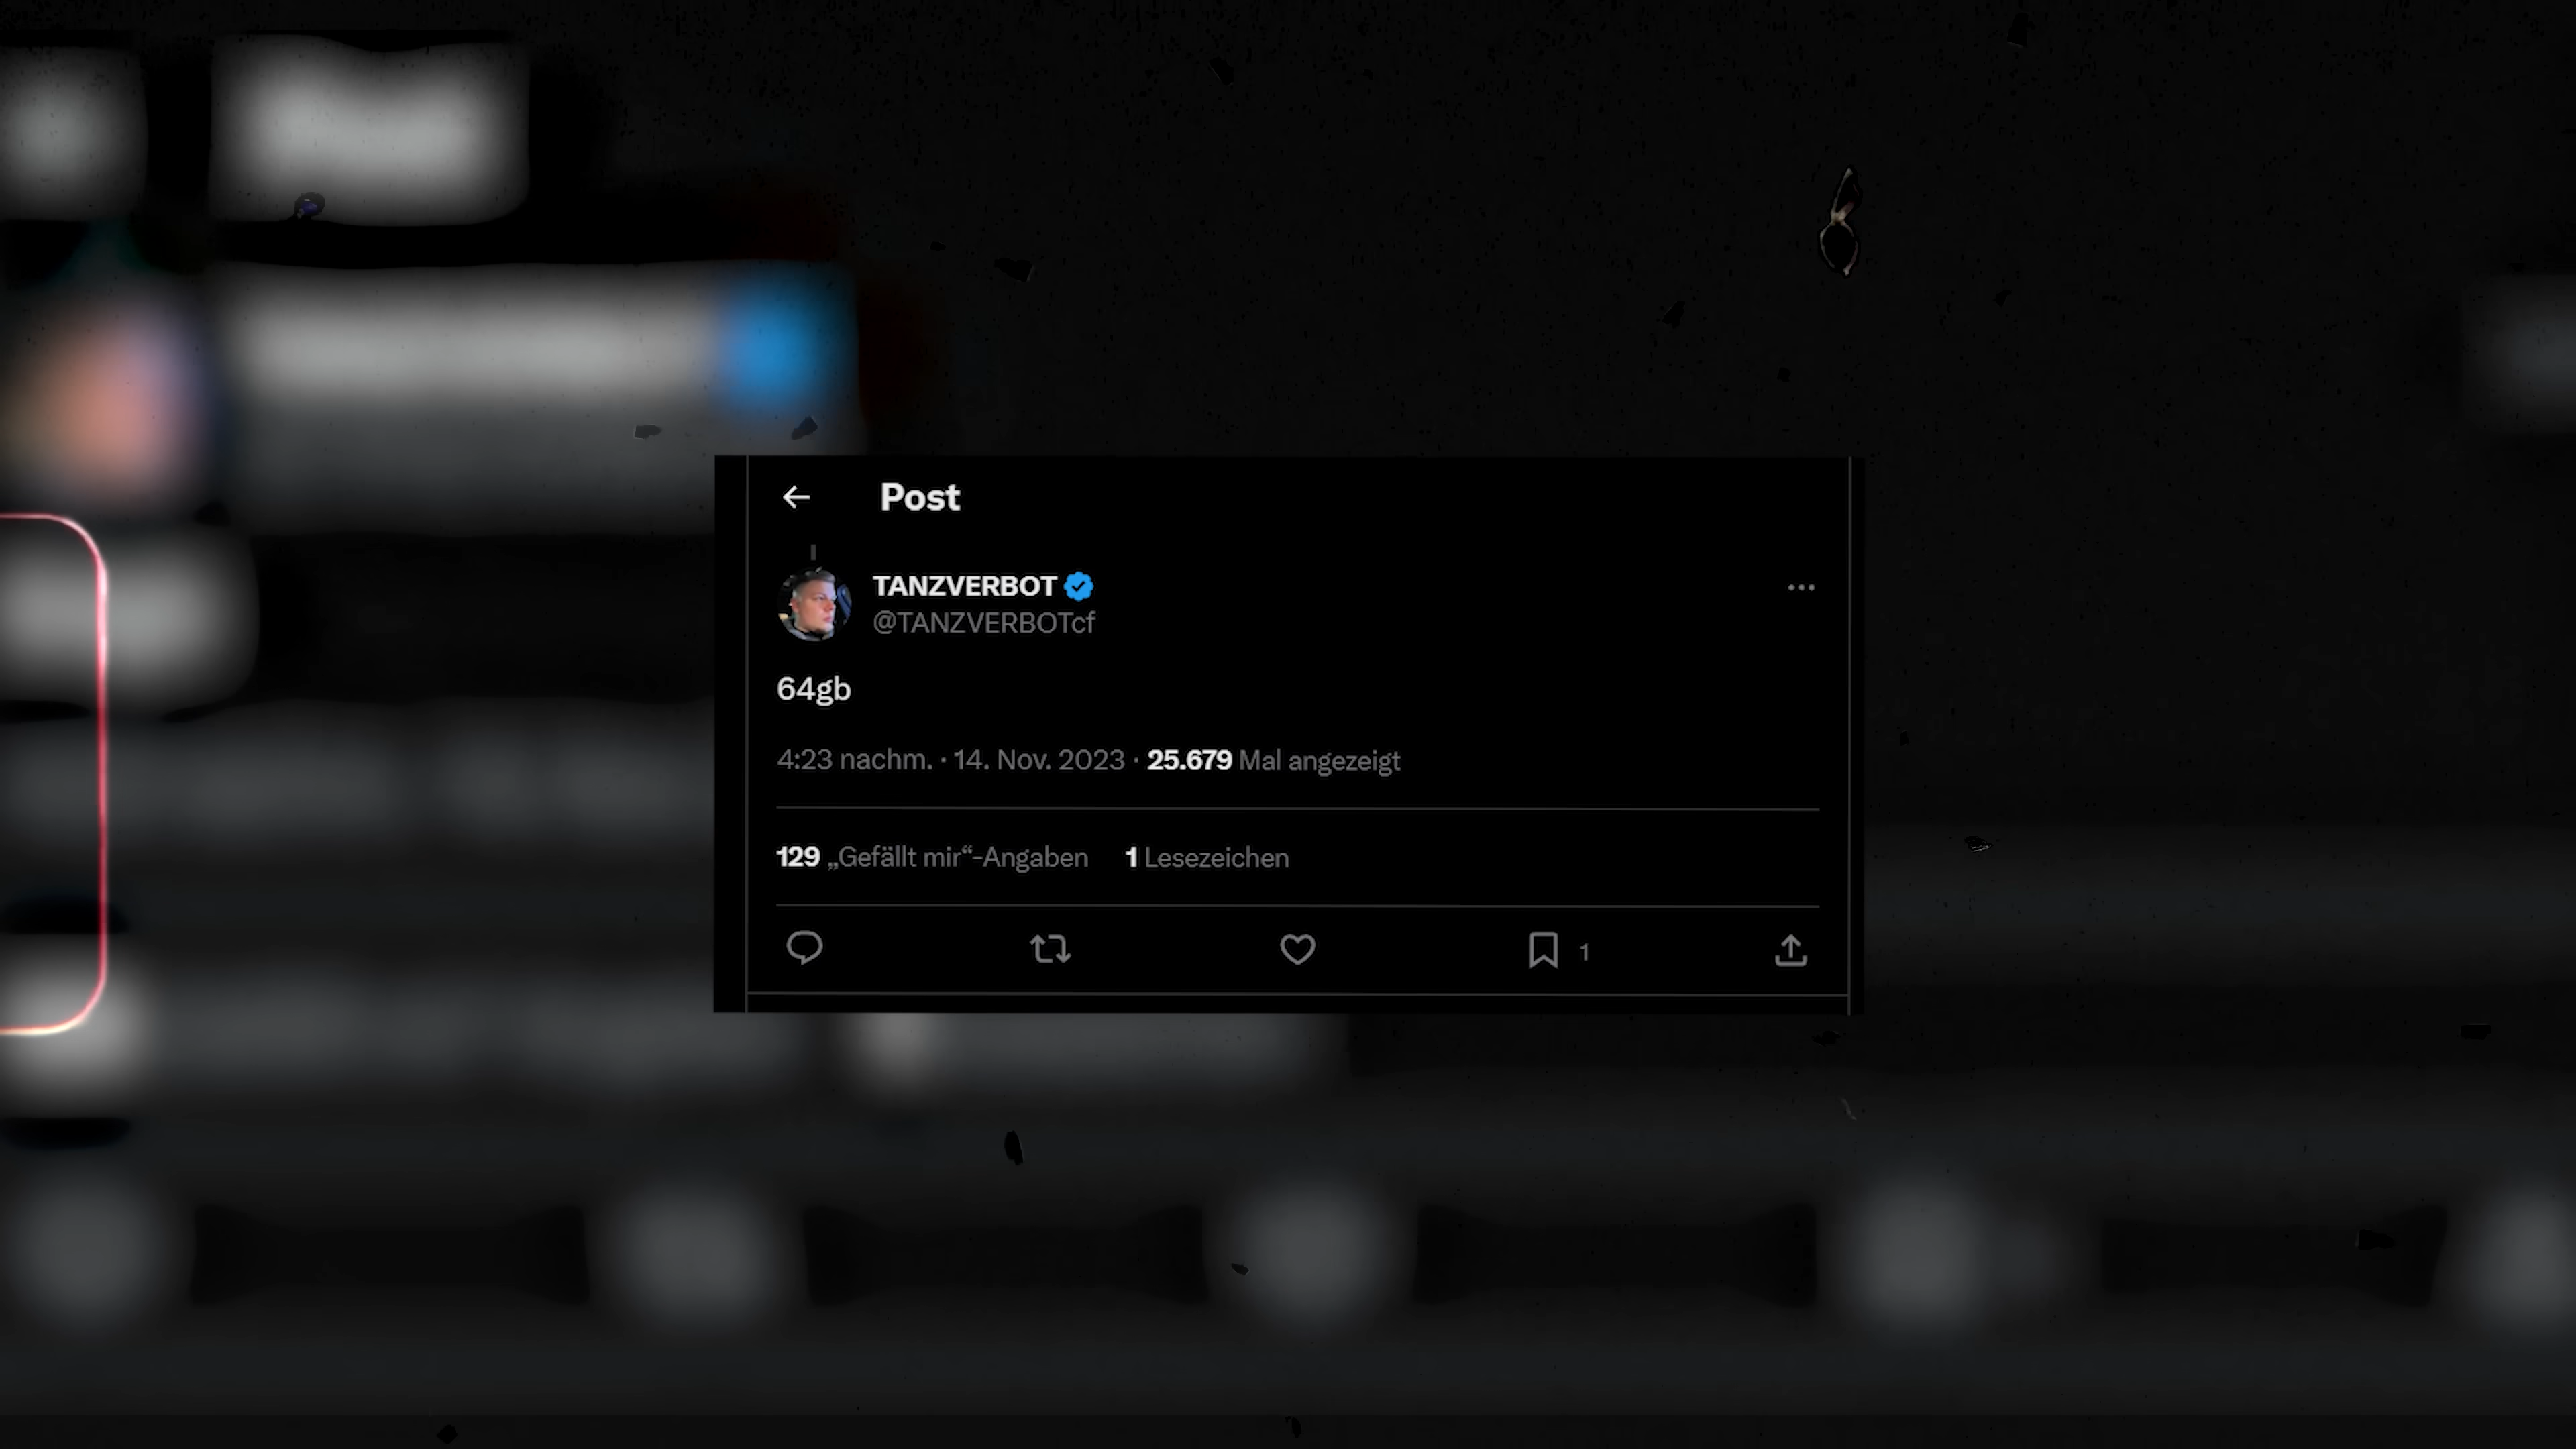 Post
TANZVERBOT
@TANZVERBOTcf
64gb
4:23 nachm. · 14. Nov. 2023 · 25.679 Mal angezeigt
129 „Gefällt mir“-Angaben 1 Lesezeichen
1